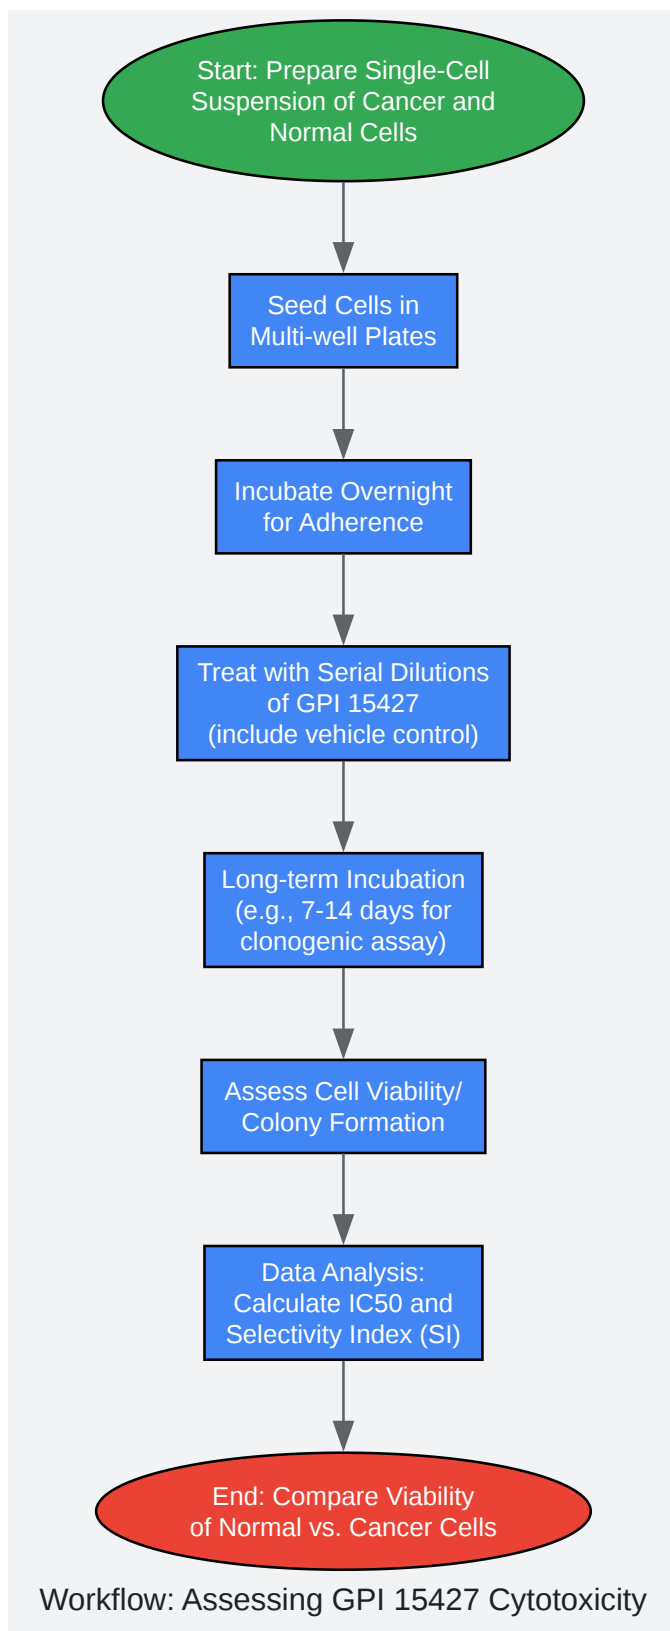 Start: Prepare Single-Cell
Suspension of Cancer and
Normal Cells
Seed Cells in
Multi-well Plates
Incubate Overnight
for Adherence
Treat with Serial Dilutions
of GPI 15427
(include vehicle control)
Long-term Incubation
(e.g., 7-14 days for
clonogenic assay)
Assess Cell Viability/
Colony Formation
Data Analysis:
Calculate IC50 and
Selectivity Index (SI)
End: Compare Viability
of Normal vs. Cancer Cells
Workflow: Assessing GPI 15427 Cytotoxicity